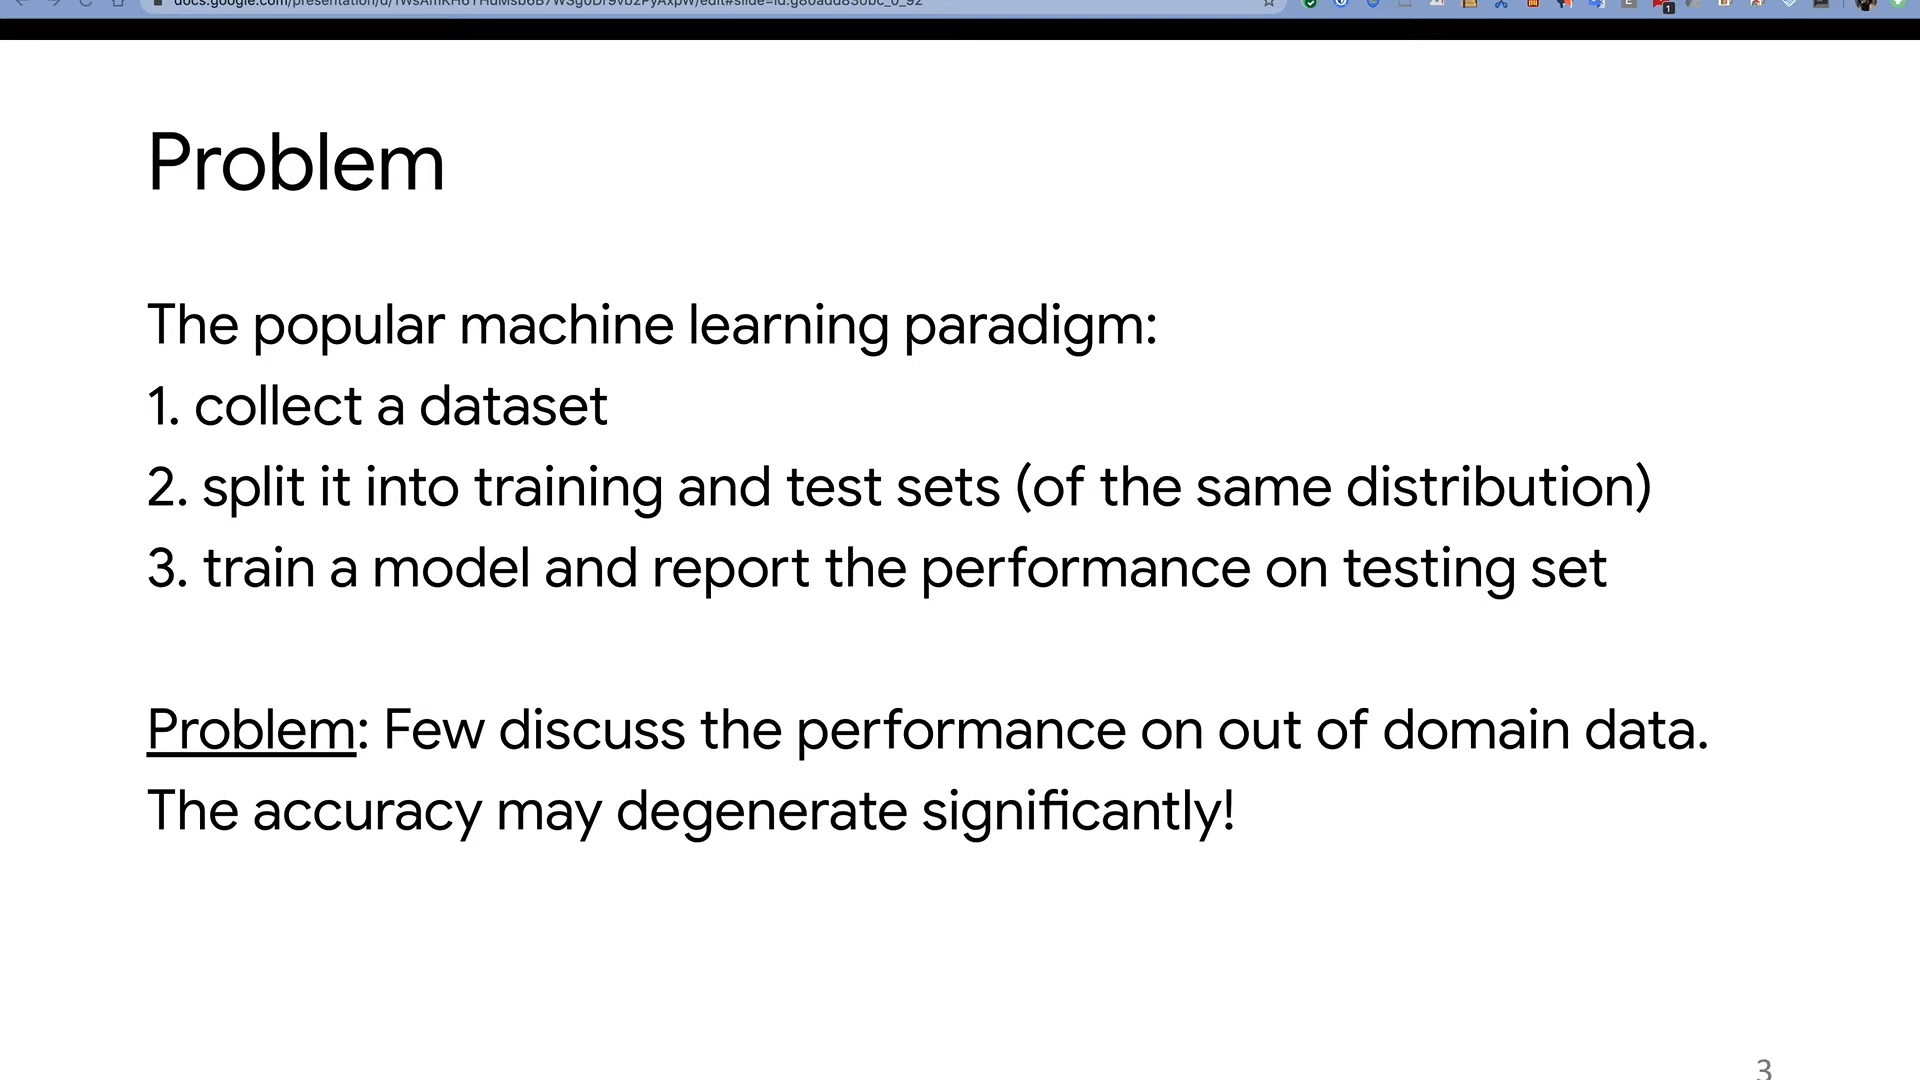 Problem
The popular machine learning paradigm:
1. collect a dataset
2. split it into training and test sets (of the same distribution)
3. train a model and report the performance on testing set
Problem: Few discuss the performance on out of domain data.
The accuracy may degenerate significantly!
3